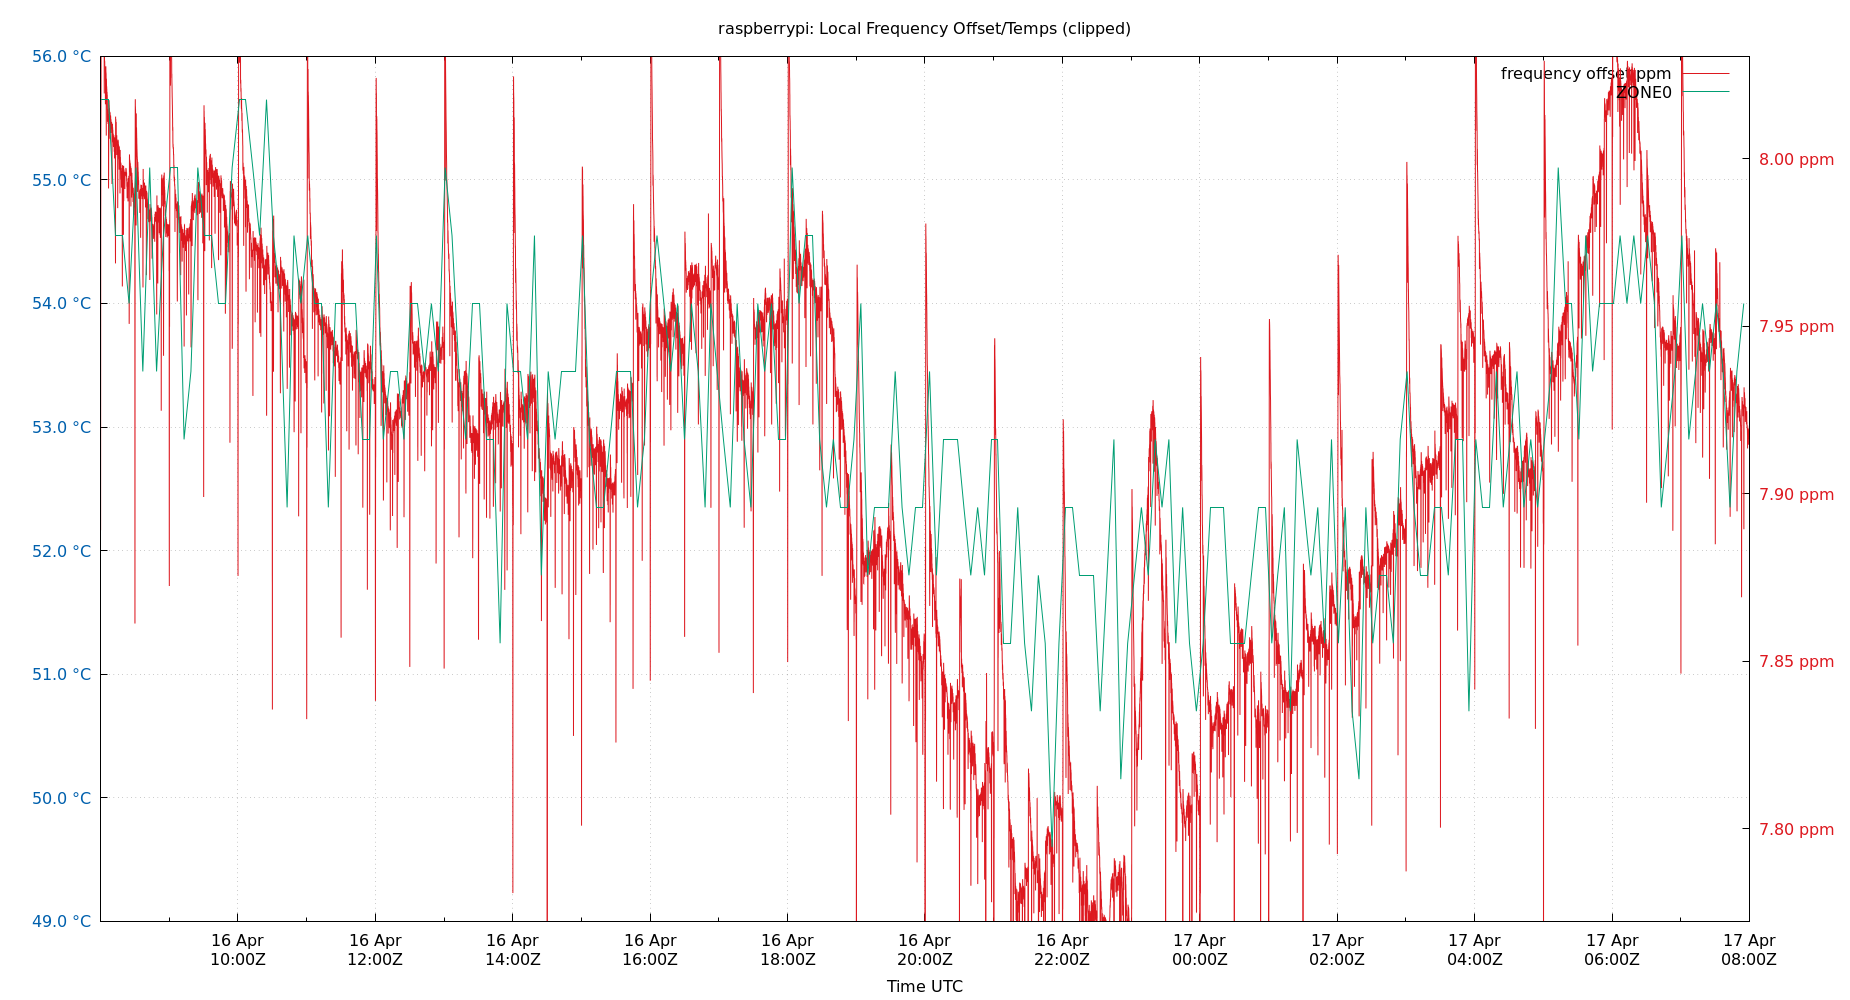 raspberrypi: Local Frequency Offset/Temps (clipped)
56.0 °C
55.0 °C
54.0 °C
53.0 °C
52.0 °C
51.0 °C
50.0 °C
49.0 °C
frequency offset ppm
ZONE0
8.00 ppm
7.95 ppm
7.90 ppm
7.85 ppm
7.80 ppm
16 Apr
10:00Z
16 Apr
12:00Z
16 Apr
14:00Z
16 Apr
16:00Z
16 Apr
18:00Z
16 Apr
20:00Z
16 Apr
22:00Z
17 Apr
00:00Z
17 Apr
02:00Z
17 Apr
04:00Z
17 Apr
06:00Z
17 Apr
08:00Z
Time UTC